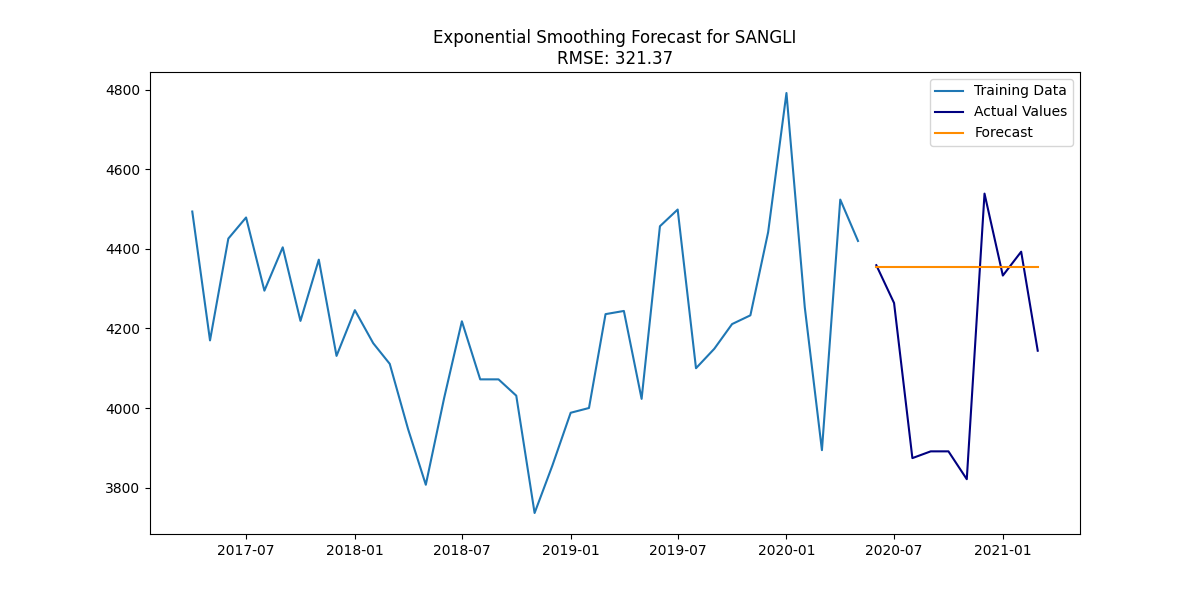 Exponential Smoothing Forecast for SANGLI
RMSE: 321.37
Training Data
Actual Values
Forecast
4800
4600
4400
4200
4000
3800
2017-07
2018-01
2018-07
2019-01
2019-07
2020-01
2020-07
2021-01